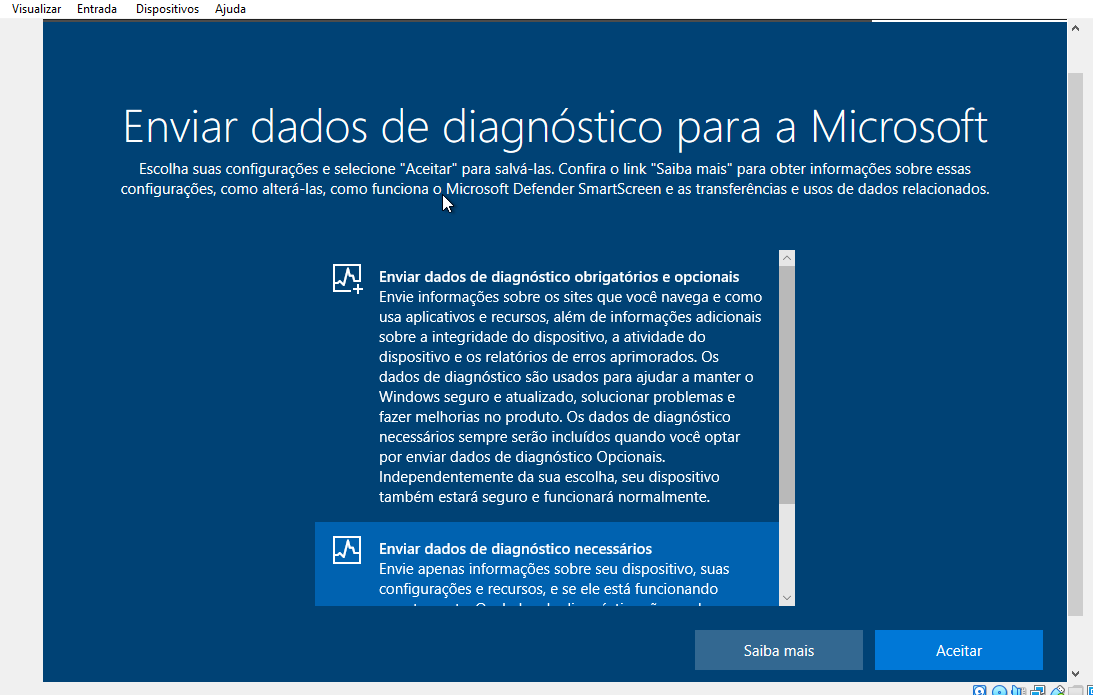 Visualizar Entrada Dispositivos Ajuda
Enviar dados de diagnóstico para a Microsoft
Escolha suas configurações e selecione "Aceitar" para salvá-las. Confira o link "Saiba mais" para obter informações sobre essas
configurações, como alterá-las, como funciona o Microsoft Defender SmartScreen e as transferências e usos de dados relacionados.
Enviar dados de diagnóstico obrigatórios e opcionais
Envie informações sobre os sites que você navega e como
usa aplicativos e recursos, além de informações adicionais
sobre a integridade do dispositivo, a atividade do
dispositivo e os relatórios de erros aprimorados. Os
dados de diagnóstico são usados para ajudar a manter o
Windows seguro e atualizado, solucionar problemas e
fazer melhorias no produto. Os dados de diagnóstico
necessários sempre serão incluídos quando você optar
por enviar dados de diagnóstico Opcionais.
Independentemente da sua escolha, seu dispositivo
também estará seguro e funcionará normalmente.
Enviar dados de diagnóstico necessários
Envie apenas informações sobre seu dispositivo, suas
configurações e recursos, e se ele está funcionando
Saiba mais
Aceitar